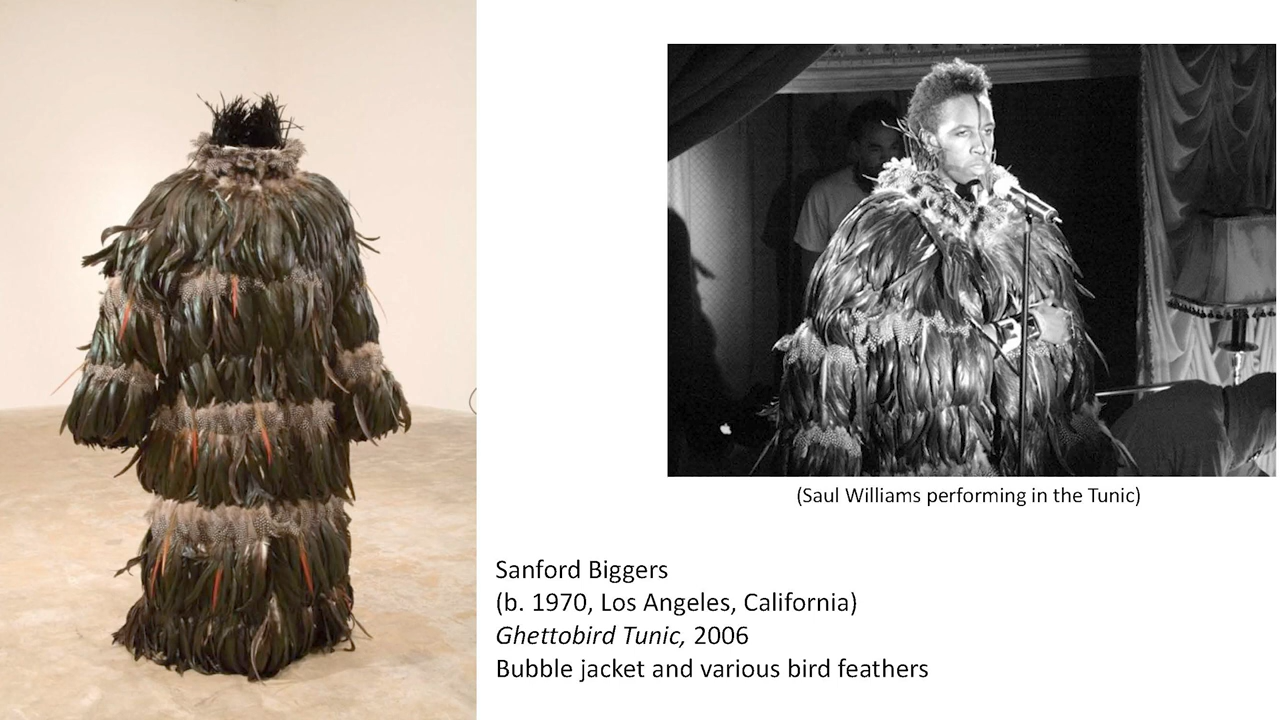 (Saul Williams performing in the Tunic)
Sanford Biggers
(b. 1970, Los Angeles, California)
Ghettobird Tunic, 2006
Bubble jacket and various bird feathers